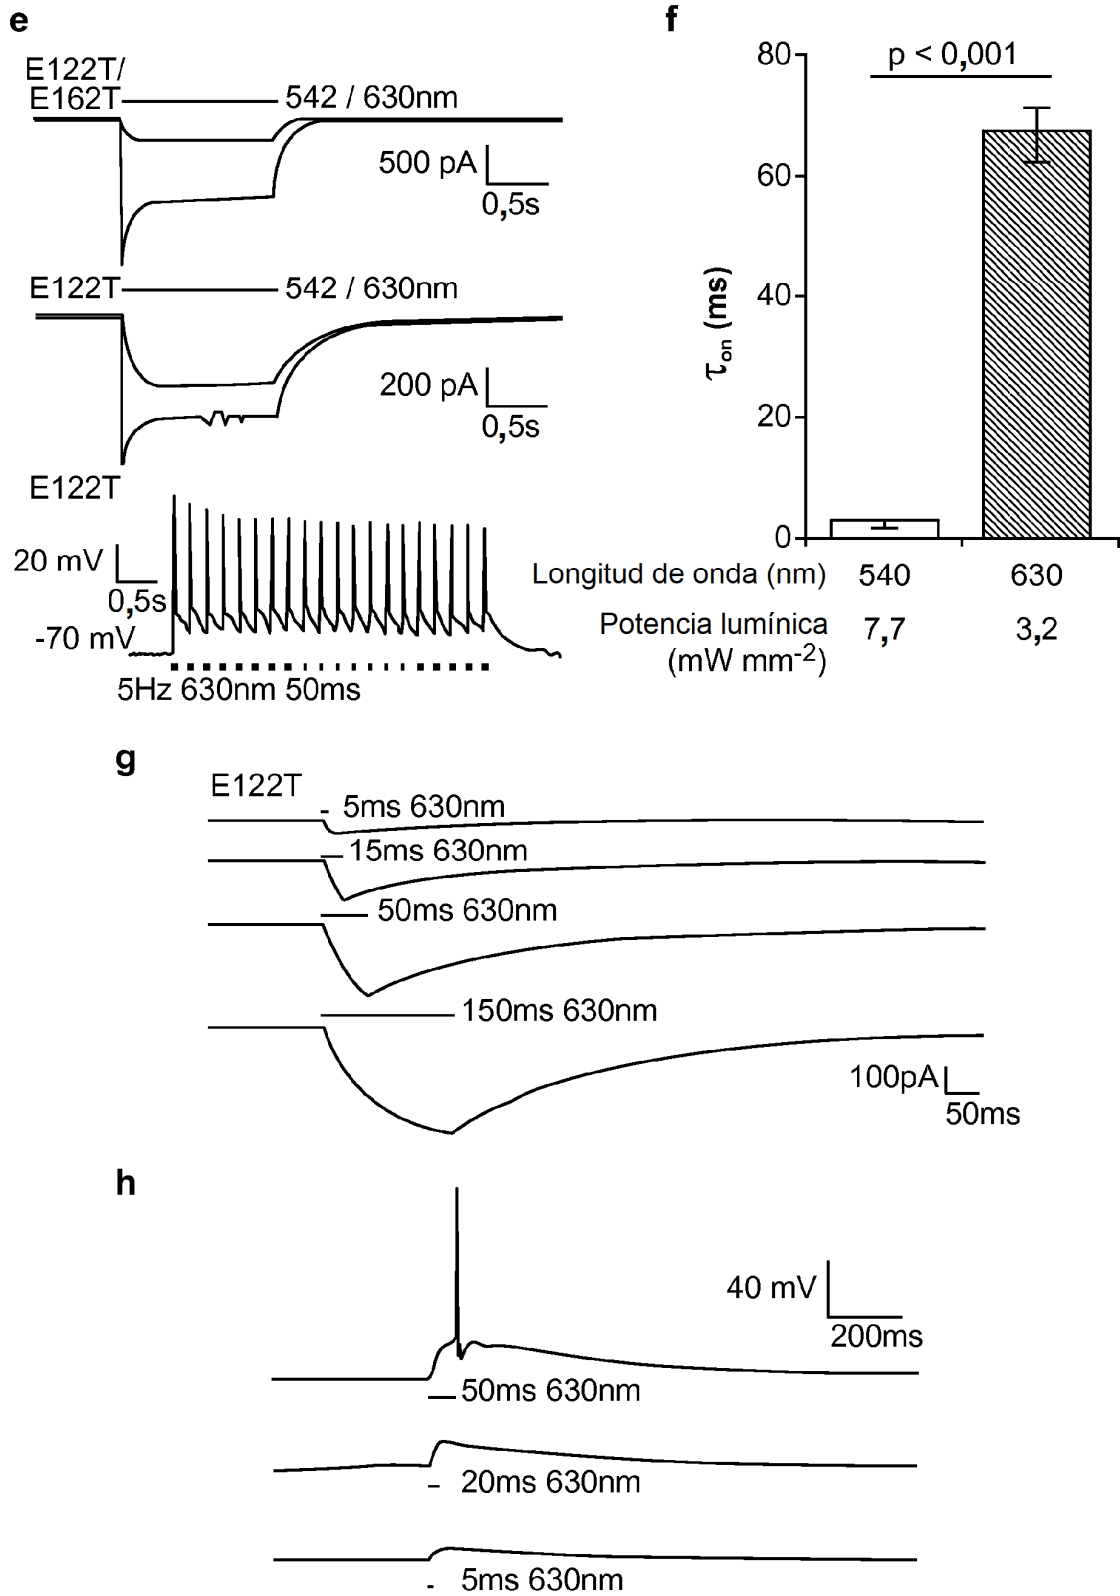 e
E122T/
E162T
542 / 630nm
500 pA
0,5s
E122T
542 / 630nm
200 pA
0,5s
E122T
20 mV
0,5s
-70 mV
5Hz 630nm 50ms
f
p < 0,001
80
60
40
20
0
τon (ms)
Longitud de onda (nm) 540 630
Potencia lumínica 7,7 3,2
(mW mm-2)
g
E122T
5ms 630nm
15ms 630nm
50ms 630nm
150ms 630nm
100pA
50ms
h
40 mV
200ms
50ms 630nm
20ms 630nm
5ms 630nm